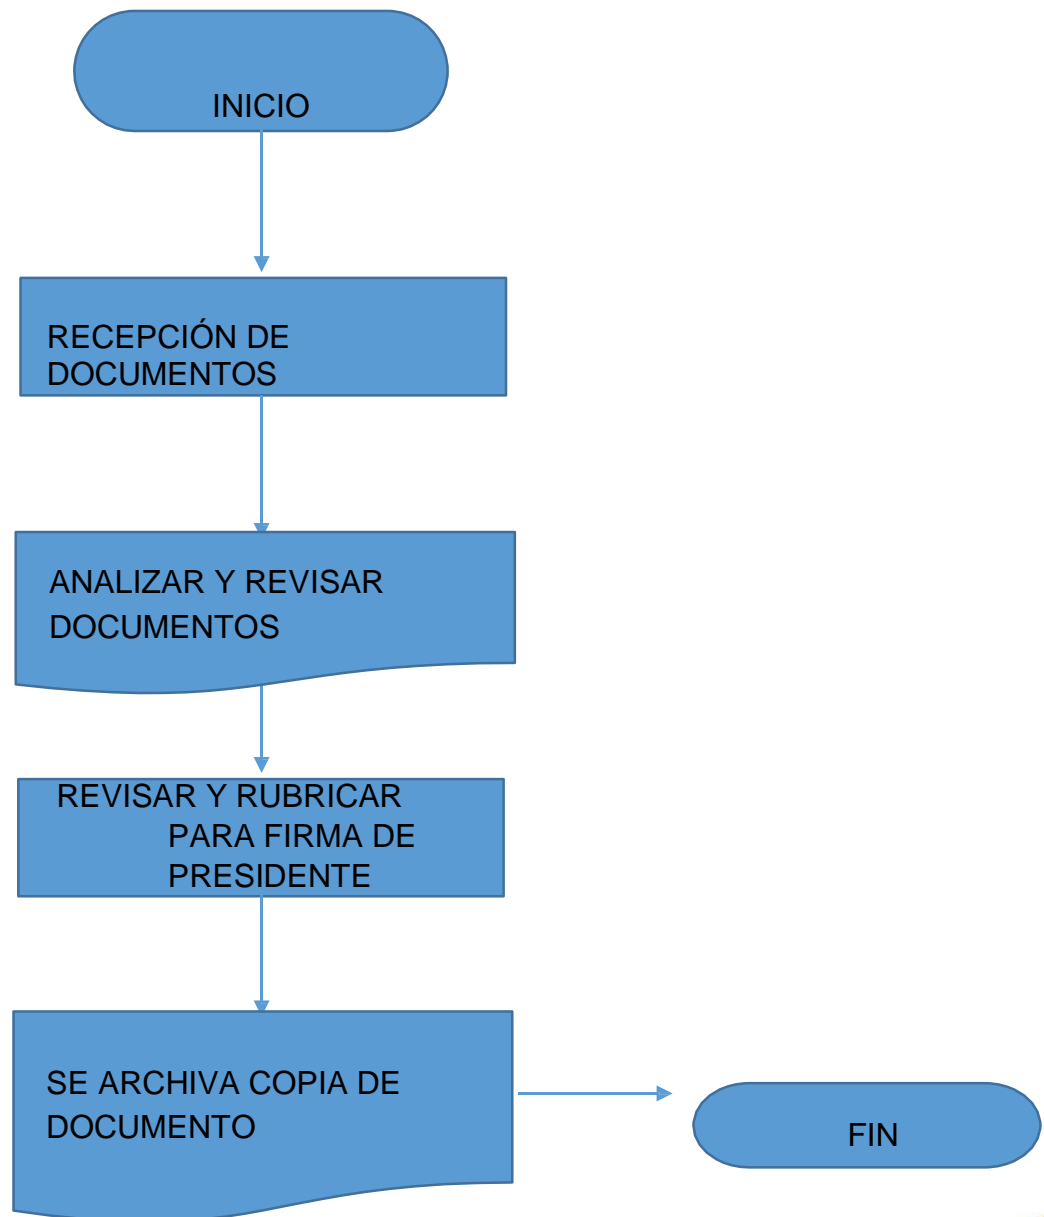 INICIO
RECEPCIÓN DE
DOCUMENTOS
ANALIZAR Y REVISAR
DOCUMENTOS
REVISAR Y RUBRICAR
PARA FIRMA DE
PRESIDENTE
SE ARCHIVA COPIA DE
DOCUMENTO
FIN